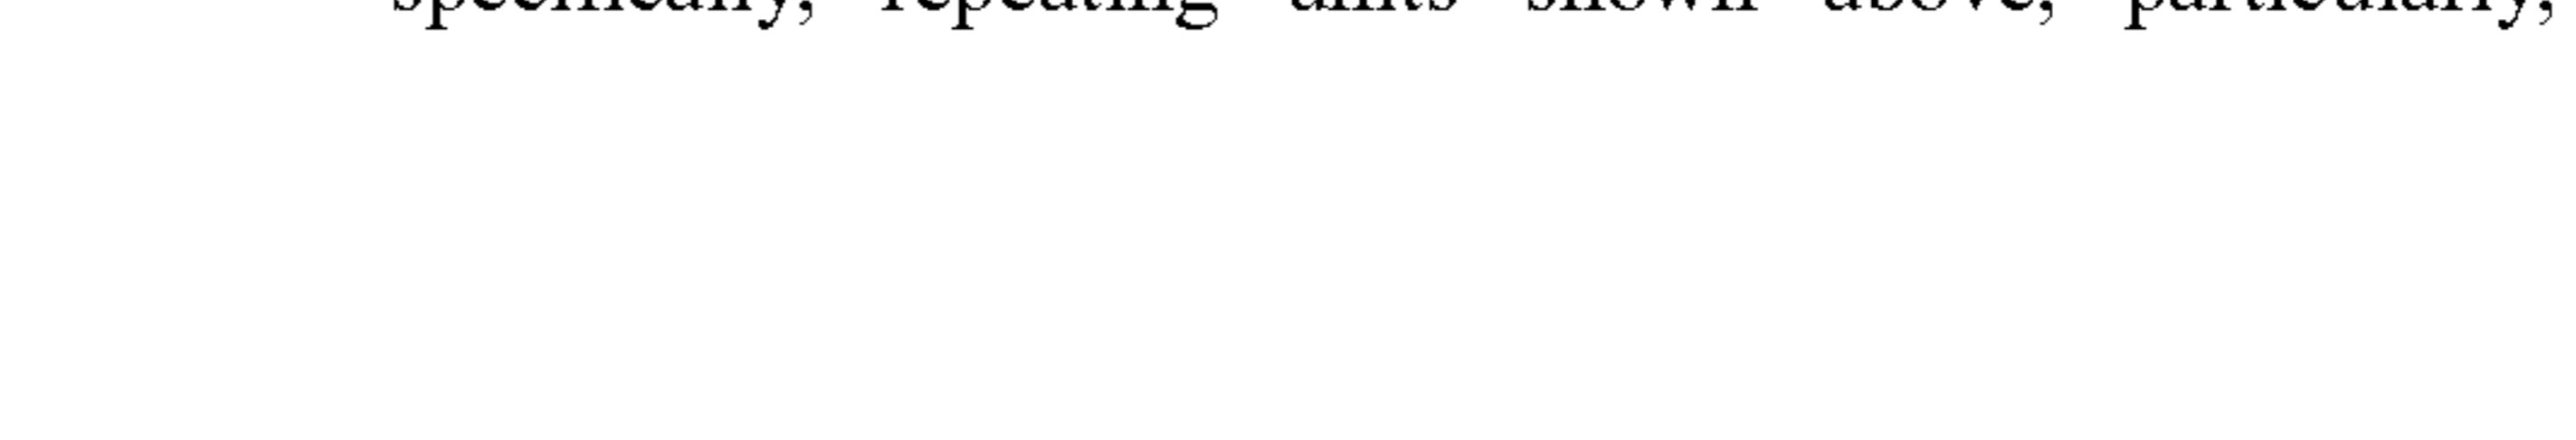 specifically, repeating units shown above, particularly,